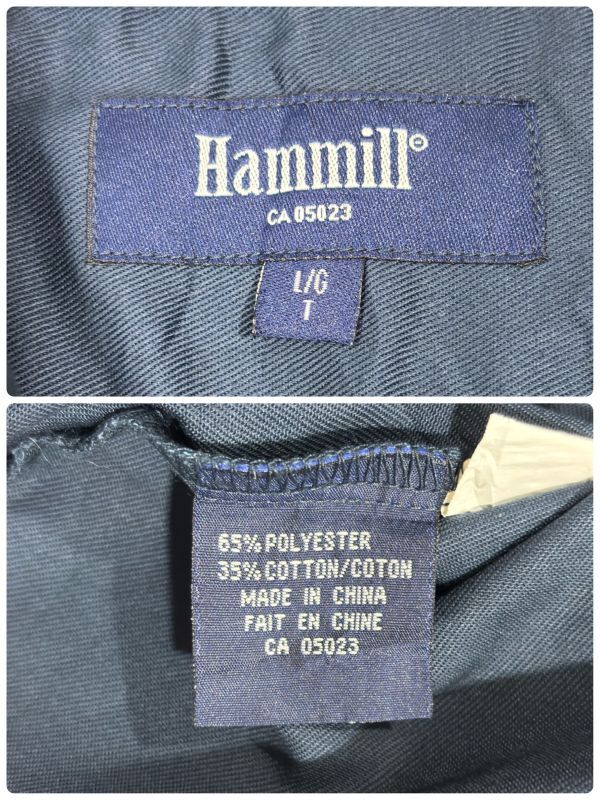 Hammill®
CA 05023
L/G
T
65% POLYESTER
35% COTTON/COTON
MADE IN CHINA
FAIT EN CHINE
CA 05023